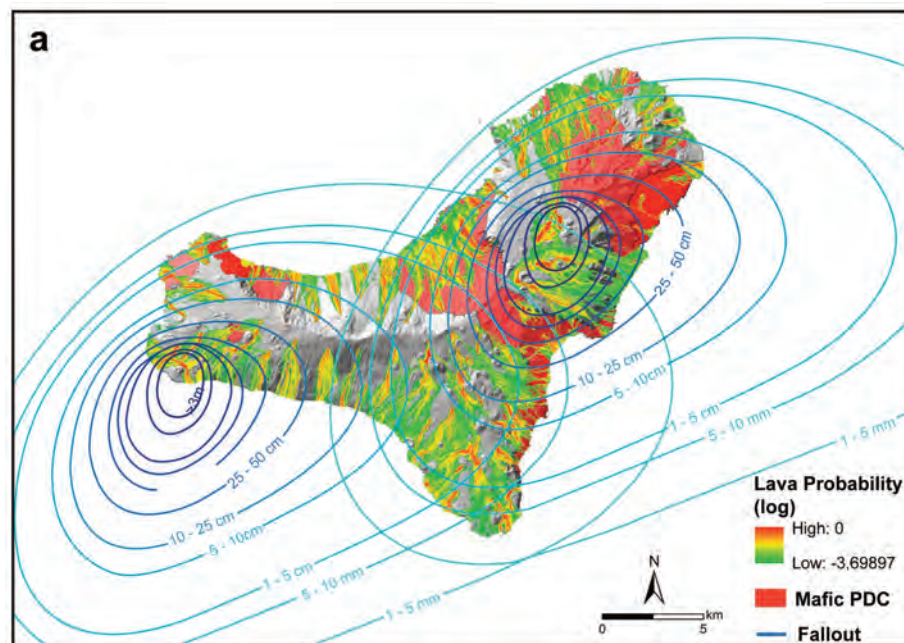 a
25 - 50 cm
10 - 25 cm
5 - 10cm
1 - 5 cm
5 - 10 mm
1 - 5 mm
>3m
25 - 50 cm
10 - 25 cm
5 - 10cm
1 - 5 cm
5 - 10 mm
1 - 5 mm
Lava Probability
(log)
High: 0
Low: -3.69897
Mafic PDC
Fallout
N
km
0 5